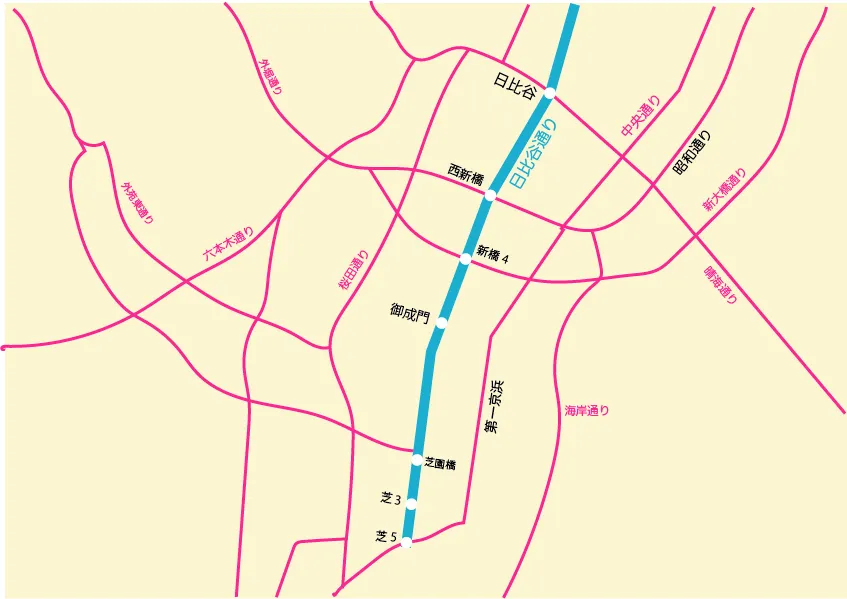 外堀通り
日比谷
中央通り
日比谷通り
昭和通り
西新橋
外苑東通り
新大橋通り
六本木通り
桜田通り
新橋 4
晴海通り
御成門
第一京浜
海岸通り
芝園橋
芝 3
芝 5